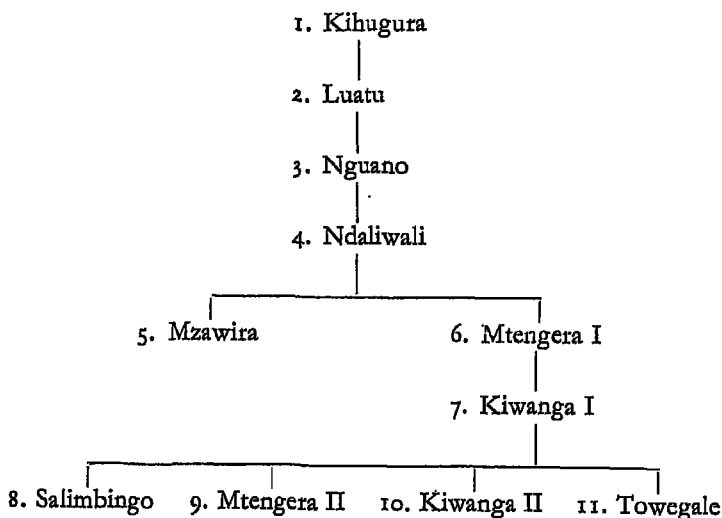 1. Kihugura
2. Luatu
3. Nguano
4. Ndaliwali
5. Mzawira 6. Mtengera I
7. Kiwanga I
8. Salimbingo 9. Mtengera II 10. Kiwanga II 11. Towegale